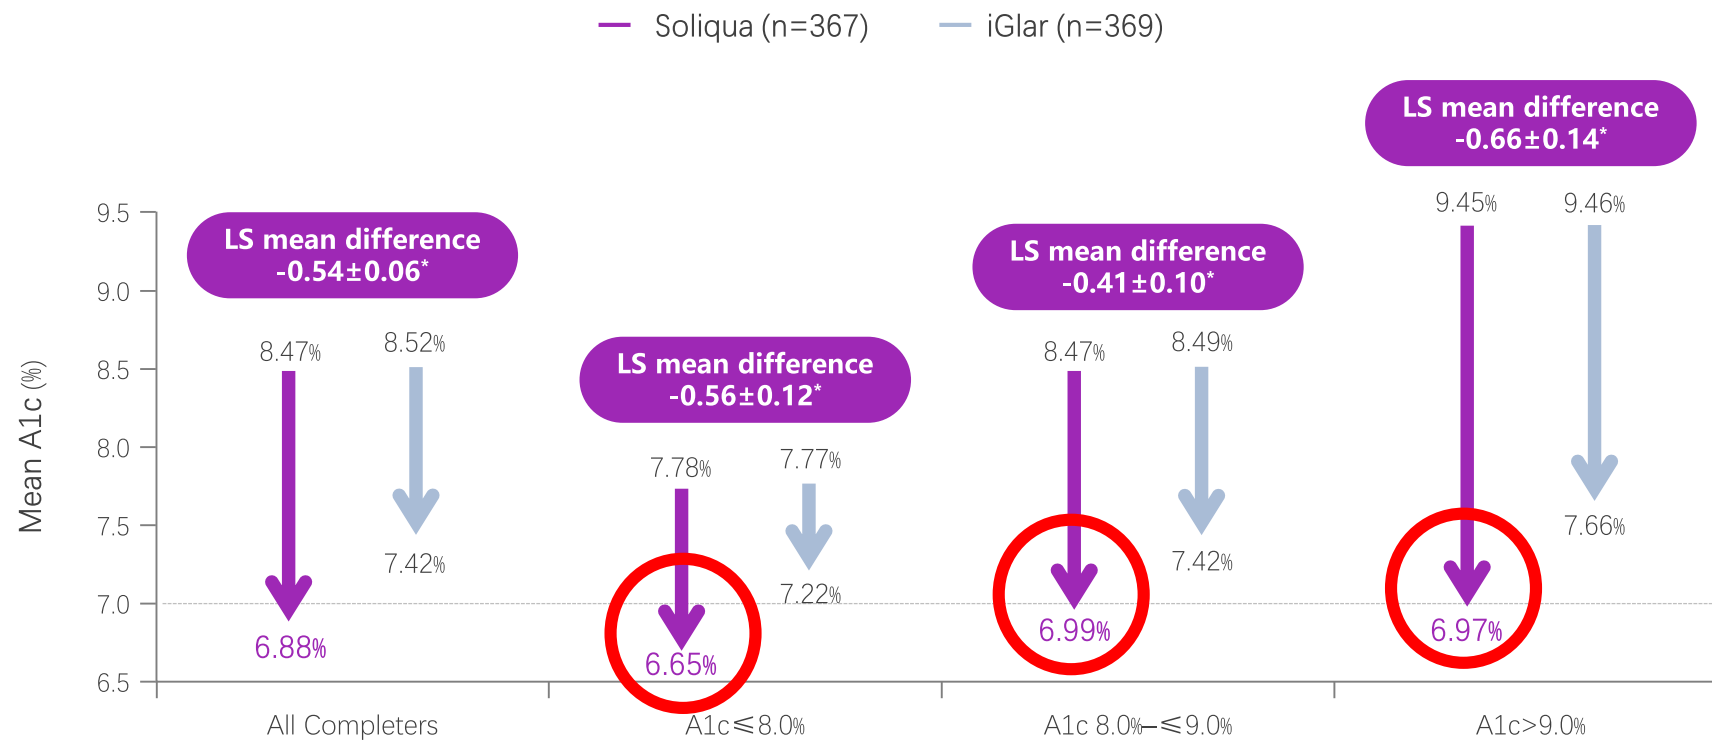 Soliqua (n=367)
iGlar (n=369)
LS mean difference
-0.66±0.14*
9.45%
9.46%
9.5
LS mean difference
-0.54±0.06*
LS mean difference
-0.41±0.10*
9.0
8.47%
8.52%
LS mean difference
-0.56±0.12*
8.47%
8.49%
8.5
Mean A1c (%)
8.0
7.78%
7.77%
7.5
7.42%
7.22%
7.42%
7.66%
7.0
6.88%
6.65%
6.99%
6.97%
6.5
All Completers
A1c≤8.0%
A1c 8.0%–≤9.0%
A1c>9.0%